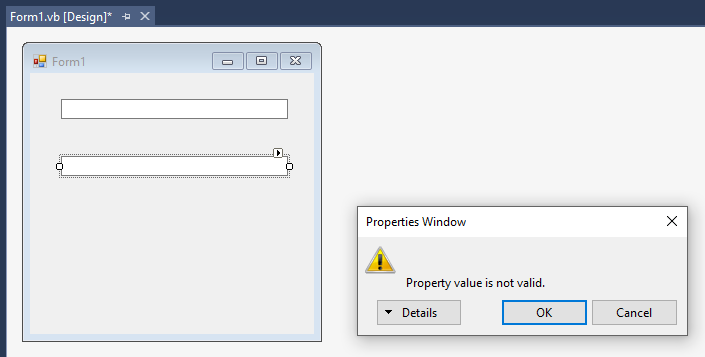 Form1.vb [Design]*
Form1
Properties Window
Property value is not valid.
Details
OK
Cancel